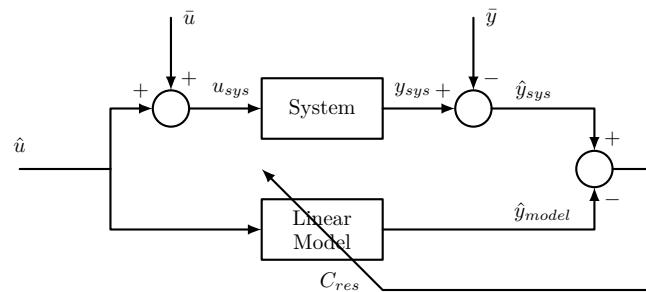 ū
ȳ
+
+
u_sys
System
y_sys
+
−
ŷ_sys
+
û
−
Linear
Model
ŷ_model
C_res